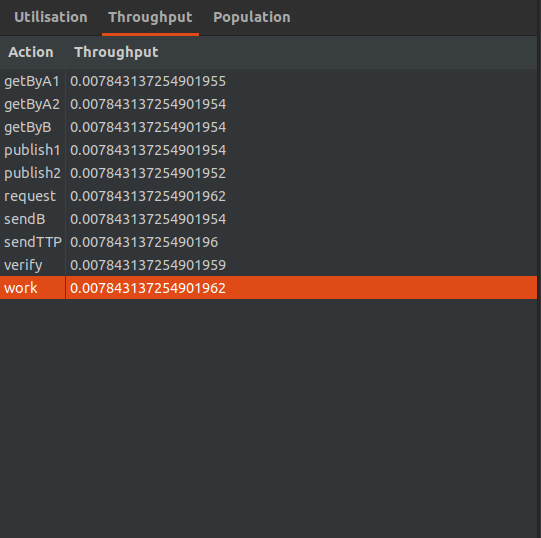 Utilisation Throughput Population
Action Throughput
getByA1 0.007843137254901955
getByA2 0.007843137254901954
getByB 0.007843137254901954
publish1 0.007843137254901954
publish2 0.007843137254901952
request 0.007843137254901962
sendB 0.007843137254901954
sendTTP 0.00784313725490196
verify 0.007843137254901959
work 0.007843137254901962